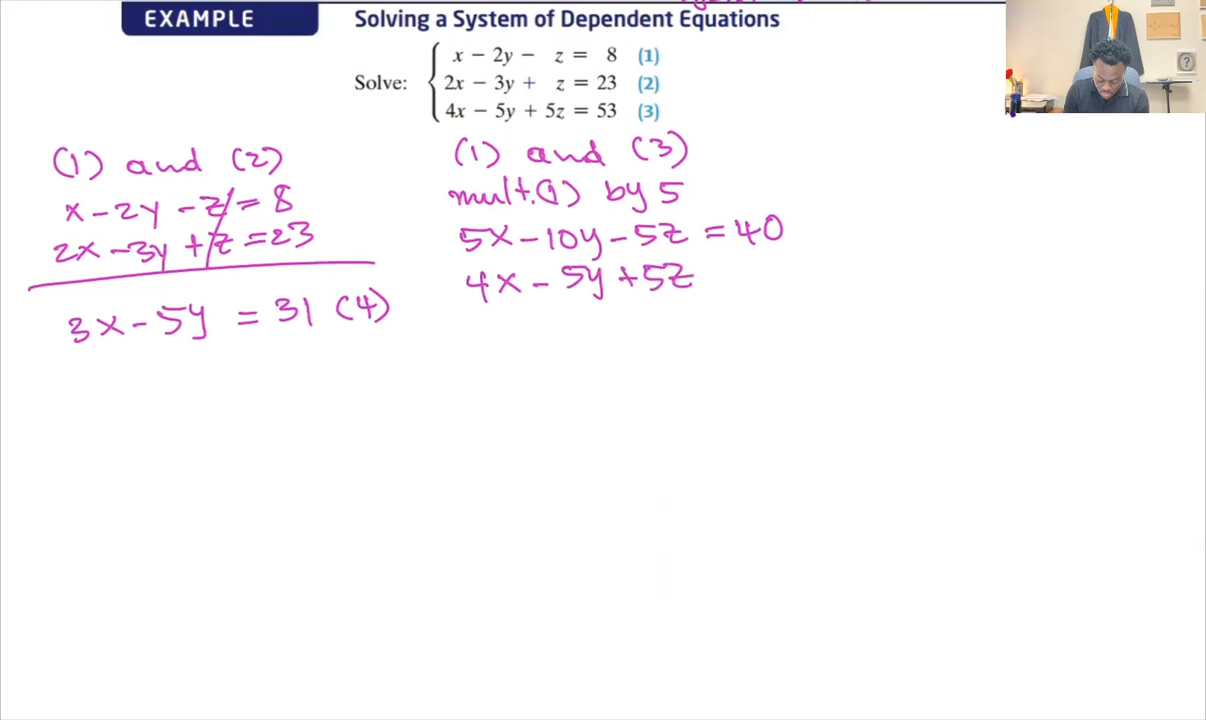 EXAMPLE Solving a System of Dependent Equations
x − 2y − z = 8 (1)
Solve: 2x − 3y + z = 23 (2)
4x − 5y + 5z = 53 (3)
(1) and (2)
x - 2y - z = 8
2x - 3y + z = 23
3x - 5y = 31 (4)
(1) and (3)
mult. (1) by 5
5x - 10y - 5z = 40
4x - 5y + 5z
?